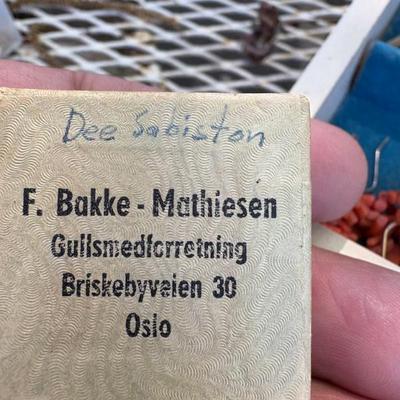 Dee Sabiston
F. Bakke - Mathiesen
Gullsmedforretning
Briskebyveien 30
Oslo